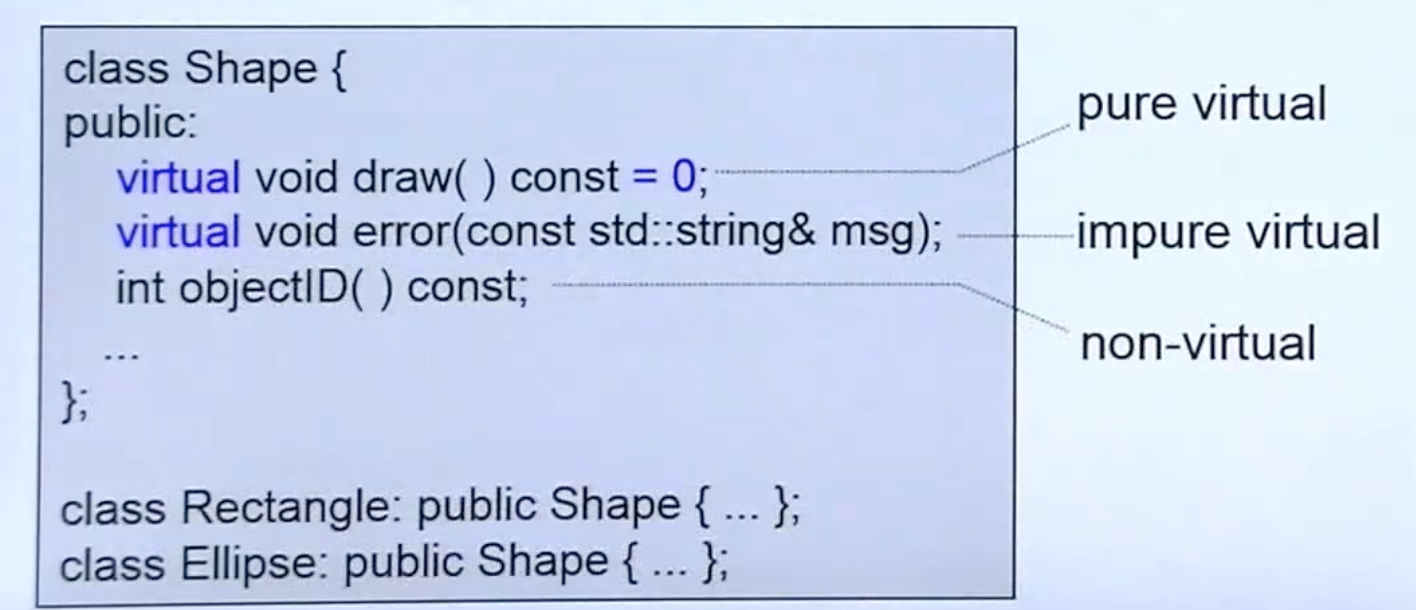 class Shape {
public:
virtual void draw( ) const = 0;
virtual void error(const std::string& msg);
int objectID( ) const;
...
};
class Rectangle: public Shape { ... };
class Ellipse: public Shape { ... };
pure virtual
impure virtual
non-virtual